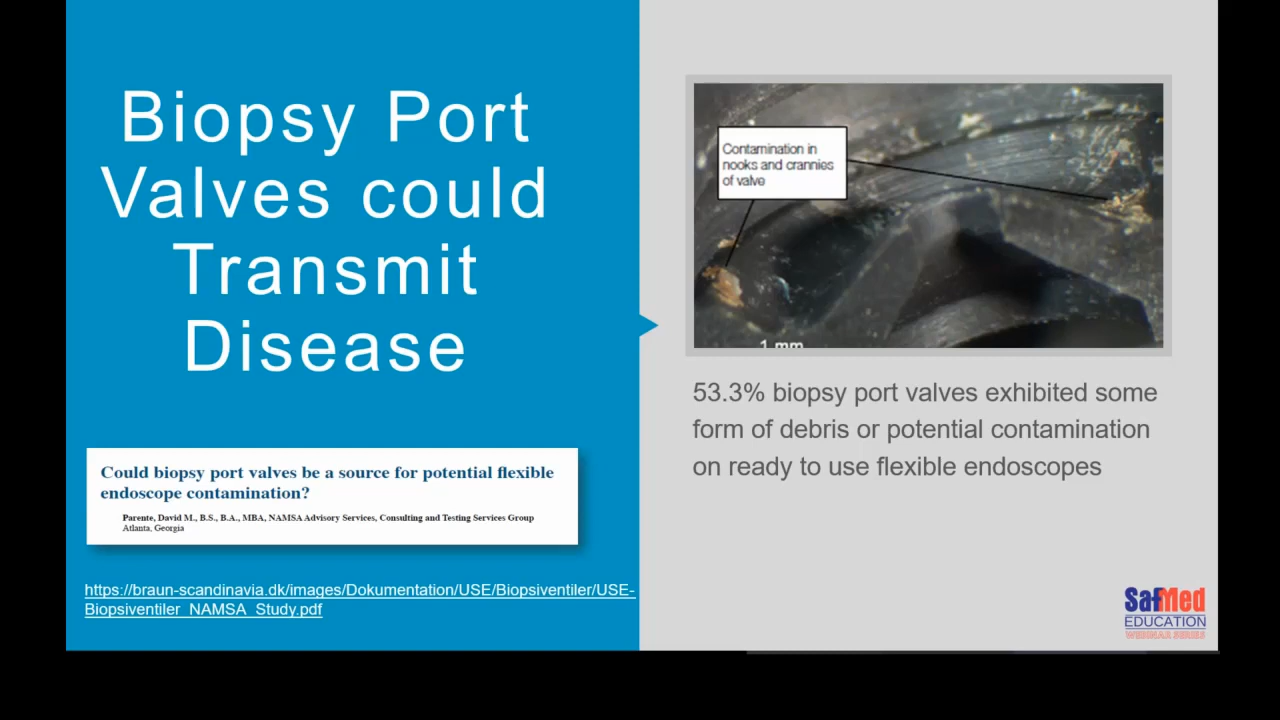 Biopsy Port
Valves could
Transmit
Disease
Could biopsy port valves be a source for potential flexible
endoscope contamination?
Parente, David M., B.S., B.A., MBA, NAMSA Advisory Services, Consulting and Testing Services Group
Atlanta, Georgia
https://braun-scandinavia.dk/images/Dokumentation/USE/Biopsiventiler/USE-
Biopsiventiler_NAMSA_Study.pdf
Contamination in
nooks and crannies
of valve
1 mm
53.3% biopsy port valves exhibited some
form of debris or potential contamination
on ready to use flexible endoscopes
SafMed
EDUCATION
WEBINAR SERIES